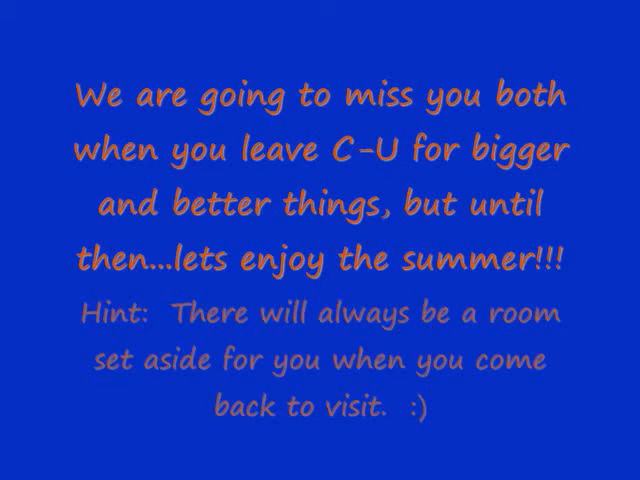 We are going to miss you both
when you leave C-U for bigger
and better things, but until
then...lets enjoy the summer!!!
Hint:  There will always be a room
set aside for you when you come
back to visit.  :)